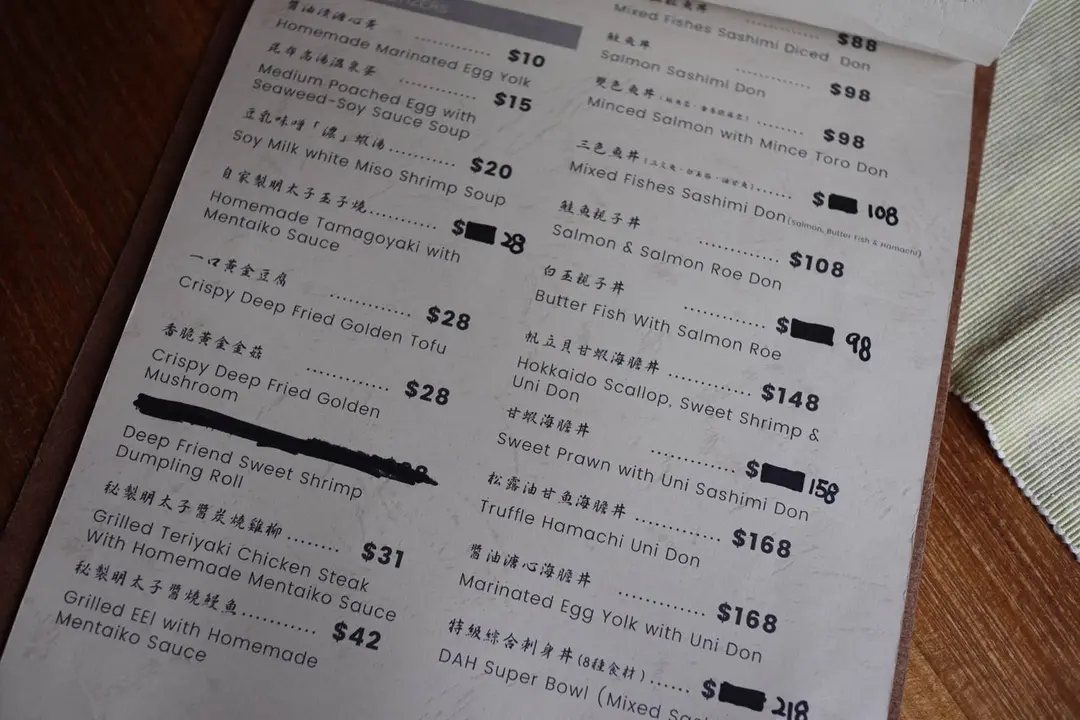 醬油漬溏心蛋
Homemade Marinated Egg Yolk
$10
昆布高湯溫泉蛋
$15
Medium Poached Egg with
Seaweed-Soy Sauce Soup
豆乳味噌「濃」蝦湯
$20
Soy Milk white Miso Shrimp Soup
自家製明太子玉子燒
$ 28
Homemade Tamagoyaki with
Mentaiko Sauce
一口黃金豆腐
$28
Crispy Deep Fried Golden Tofu
香脆黃金金菇
$28
Crispy Deep Fried Golden
Mushroom
Deep Friend Sweet Shrimp
Dumpling Roll
秘製明太子醬炭燒雞柳
$31
Grilled Teriyaki Chicken Steak
With Homemade Mentaiko Sauce
秘製明太子醬燒鰻魚
$42
Grilled EEl with Homemade
Mentaiko Sauce
Mixed Fishes Sashimi Diced Don
$88
鮭魚丼
Salmon Sashimi Don
$98
雙色魚丼
$98
Minced Salmon with Mince Toro Don
三色魚丼
$ 108
Mixed Fishes Sashimi Don (Salmon, Butter Fish & Hamachi)
鮭魚親子丼
$108
Salmon & Salmon Roe Don
白玉親子丼
$ 98
Butter Fish With Salmon Roe
帆立貝甘蝦海膽丼
$148
Hokkaido Scallop, Sweet Shrimp &
Uni Don
甘蝦海膽丼
$ 158
Sweet Prawn with Uni Sashimi Don
松露油甘魚海膽丼
$168
Truffle Hamachi Uni Don
醬油溏心海膽丼
$168
Marinated Egg Yolk with Uni Don
特級綜合刺身丼(8種食材)
$ 218
DAH Super Bowl (Mixed